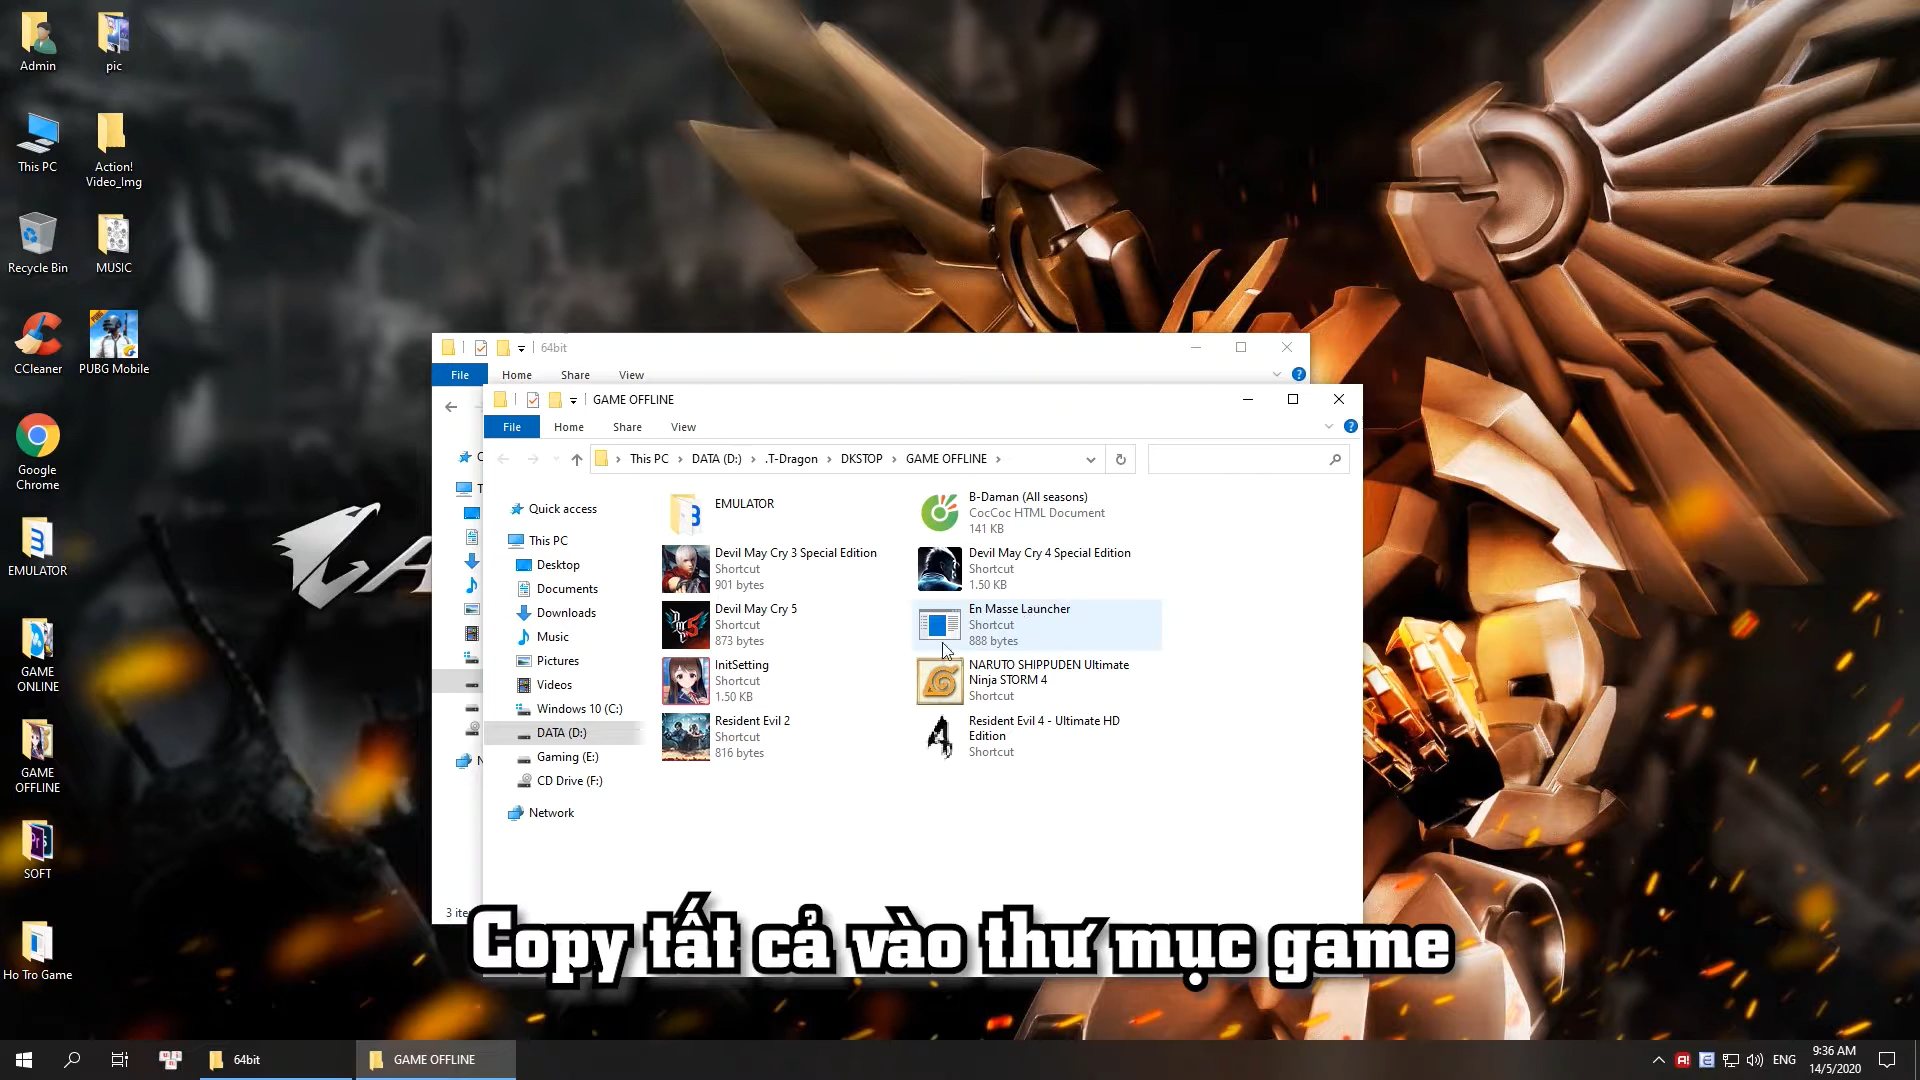 Admin
pic
This PC
Action!
Video_Img
Recycle Bin
MUSIC
CCleaner
PUBG Mobile
Google
Chrome
EMULATOR
GAME
ONLINE
GAME
OFFLINE
SOFT
Ho Tro Game
64bit
File
Home
Share
View
GAME OFFLINE
File
Home
Share
View
This PC
DATA (D:)
.T-Dragon
DKSTOP
GAME OFFLINE
Quick access
This PC
Desktop
Documents
Downloads
Music
Pictures
Videos
Windows 10 (C:)
DATA (D:)
Gaming (E:)
CD Drive (F:)
Network
EMULATOR
B-Daman (All seasons)
CocCoc HTML Document
141 KB
Devil May Cry 3 Special Edition
Shortcut
901 bytes
Devil May Cry 4 Special Edition
Shortcut
1.50 KB
Devil May Cry 5
Shortcut
873 bytes
En Masse Launcher
Shortcut
888 bytes
InitSetting
Shortcut
1.50 KB
NARUTO SHIPPUDEN Ultimate
Ninja STORM 4
Shortcut
Resident Evil 2
Shortcut
816 bytes
Resident Evil 4 - Ultimate HD
Edition
Shortcut
Copy tất cả vào thư mục game
64bit
GAME OFFLINE
ENG
9:36 AM
14/5/2020